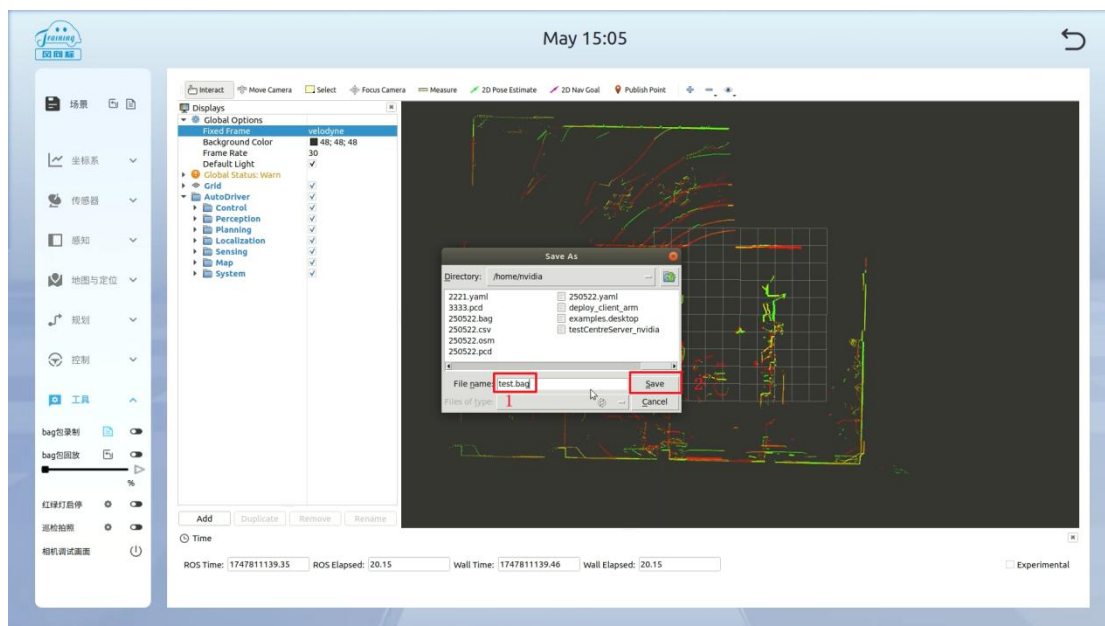 Training
风向标
May 15:05
场景
坐标系
传感器
感知
地图与定位
规划
控制
工具
bag包录制
bag包回放
%
红绿灯启停
巡检拍照
相机调试画面
Interact Move Camera Select Focus Camera Measure 2D Pose Estimate 2D Nav Goal Publish Point
Displays
Global Options
Fixed Frame velodyne
Background Color 48; 48; 48
Frame Rate 30
Default Light ✓
Global Status: Warn
Grid
AutoDriver
Control
Perception
Planning
Localization
Sensing
Map
System
Add Duplicate Remove Rename
Save As
Directory: /home/nvidia
2221.yaml
3333.pcd
250522.bag
250522.csv
250522.osm
250522.pcd
250522.yaml
deploy_client_arm
examples.desktop
testCentreServer_nvidia
File name: test.bag Save 2
Files of type: 1 Cancel
Time
ROS Time: 1747811139.35 ROS Elapsed: 20.15 Wall Time: 1747811139.46 Wall Elapsed: 20.15 Experimental